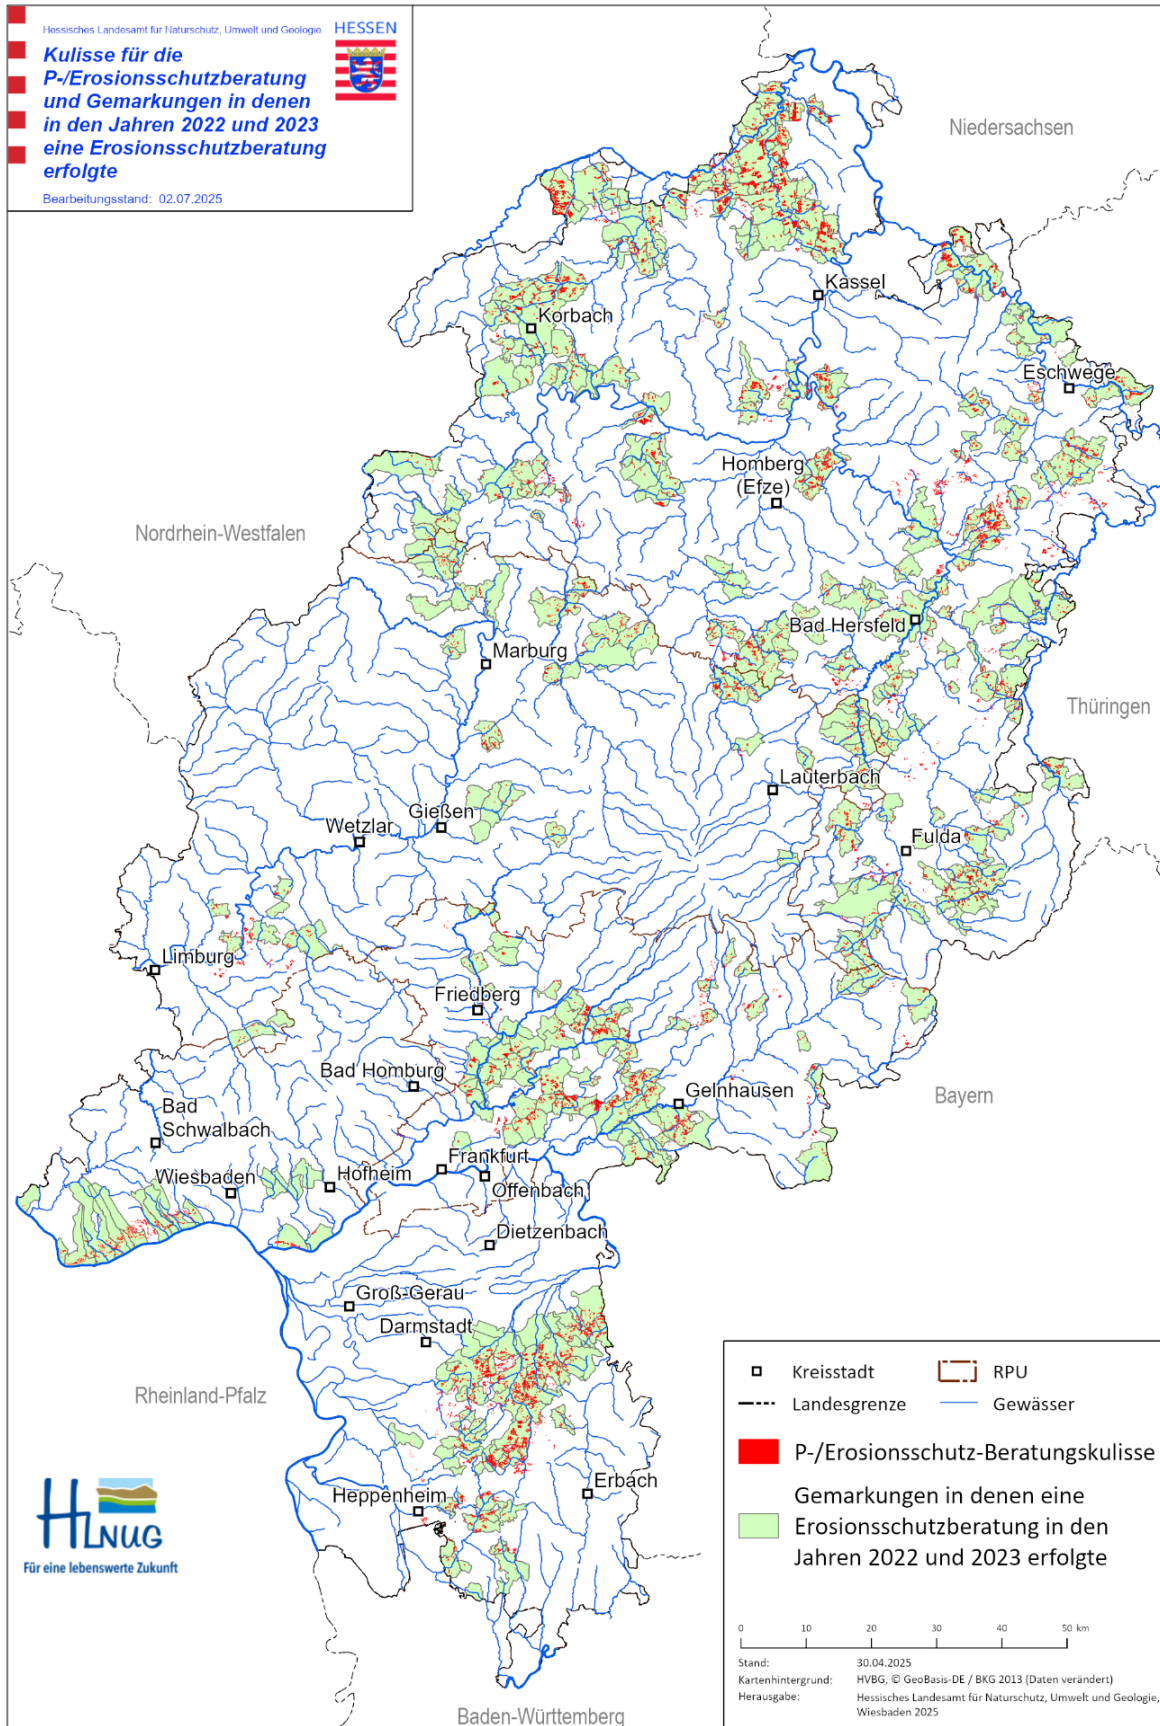 Hessisches Landesamt für Naturschutz, Umwelt und Geologie
HESSEN
Kulisse für die
P-/Erosionsschutzberatung
und Gemarkungen in denen
in den Jahren 2022 und 2023
eine Erosionsschutzberatung
erfolgte
Bearbeitungsstand: 02.07.2025
Niedersachsen
Kassel
Korbach
Eschwege
Homberg
(Efze)
Nordrhein-Westfalen
Bad Hersfeld
Marburg
Thüringen
Lauterbach
Gießen
Wetzlar
Fulda
Limburg
Friedberg
Bad Homburg
Gelnhausen
Bayern
Bad
Schwalbach
Frankfurt
Wiesbaden
Hofheim
Offenbach
Dietzenbach
Groß-Gerau
Darmstadt
Rheinland-Pfalz
Erbach
Heppenheim
HLNUG
Für eine lebenswerte Zukunft
Baden-Württemberg
Kreisstadt
RPU
Landesgrenze
Gewässer
P-/Erosionsschutz-Beratungskulisse
Gemarkungen in denen eine
Erosionsschutzberatung in den
Jahren 2022 und 2023 erfolgte
0 10 20 30 40 50 km
Stand: 30.04.2025
Kartenhintergrund: HVBG, © GeoBasis-DE / BKG 2013 (Daten verändert)
Herausgabe: Hessisches Landesamt für Naturschutz, Umwelt und Geologie,
Wiesbaden 2025